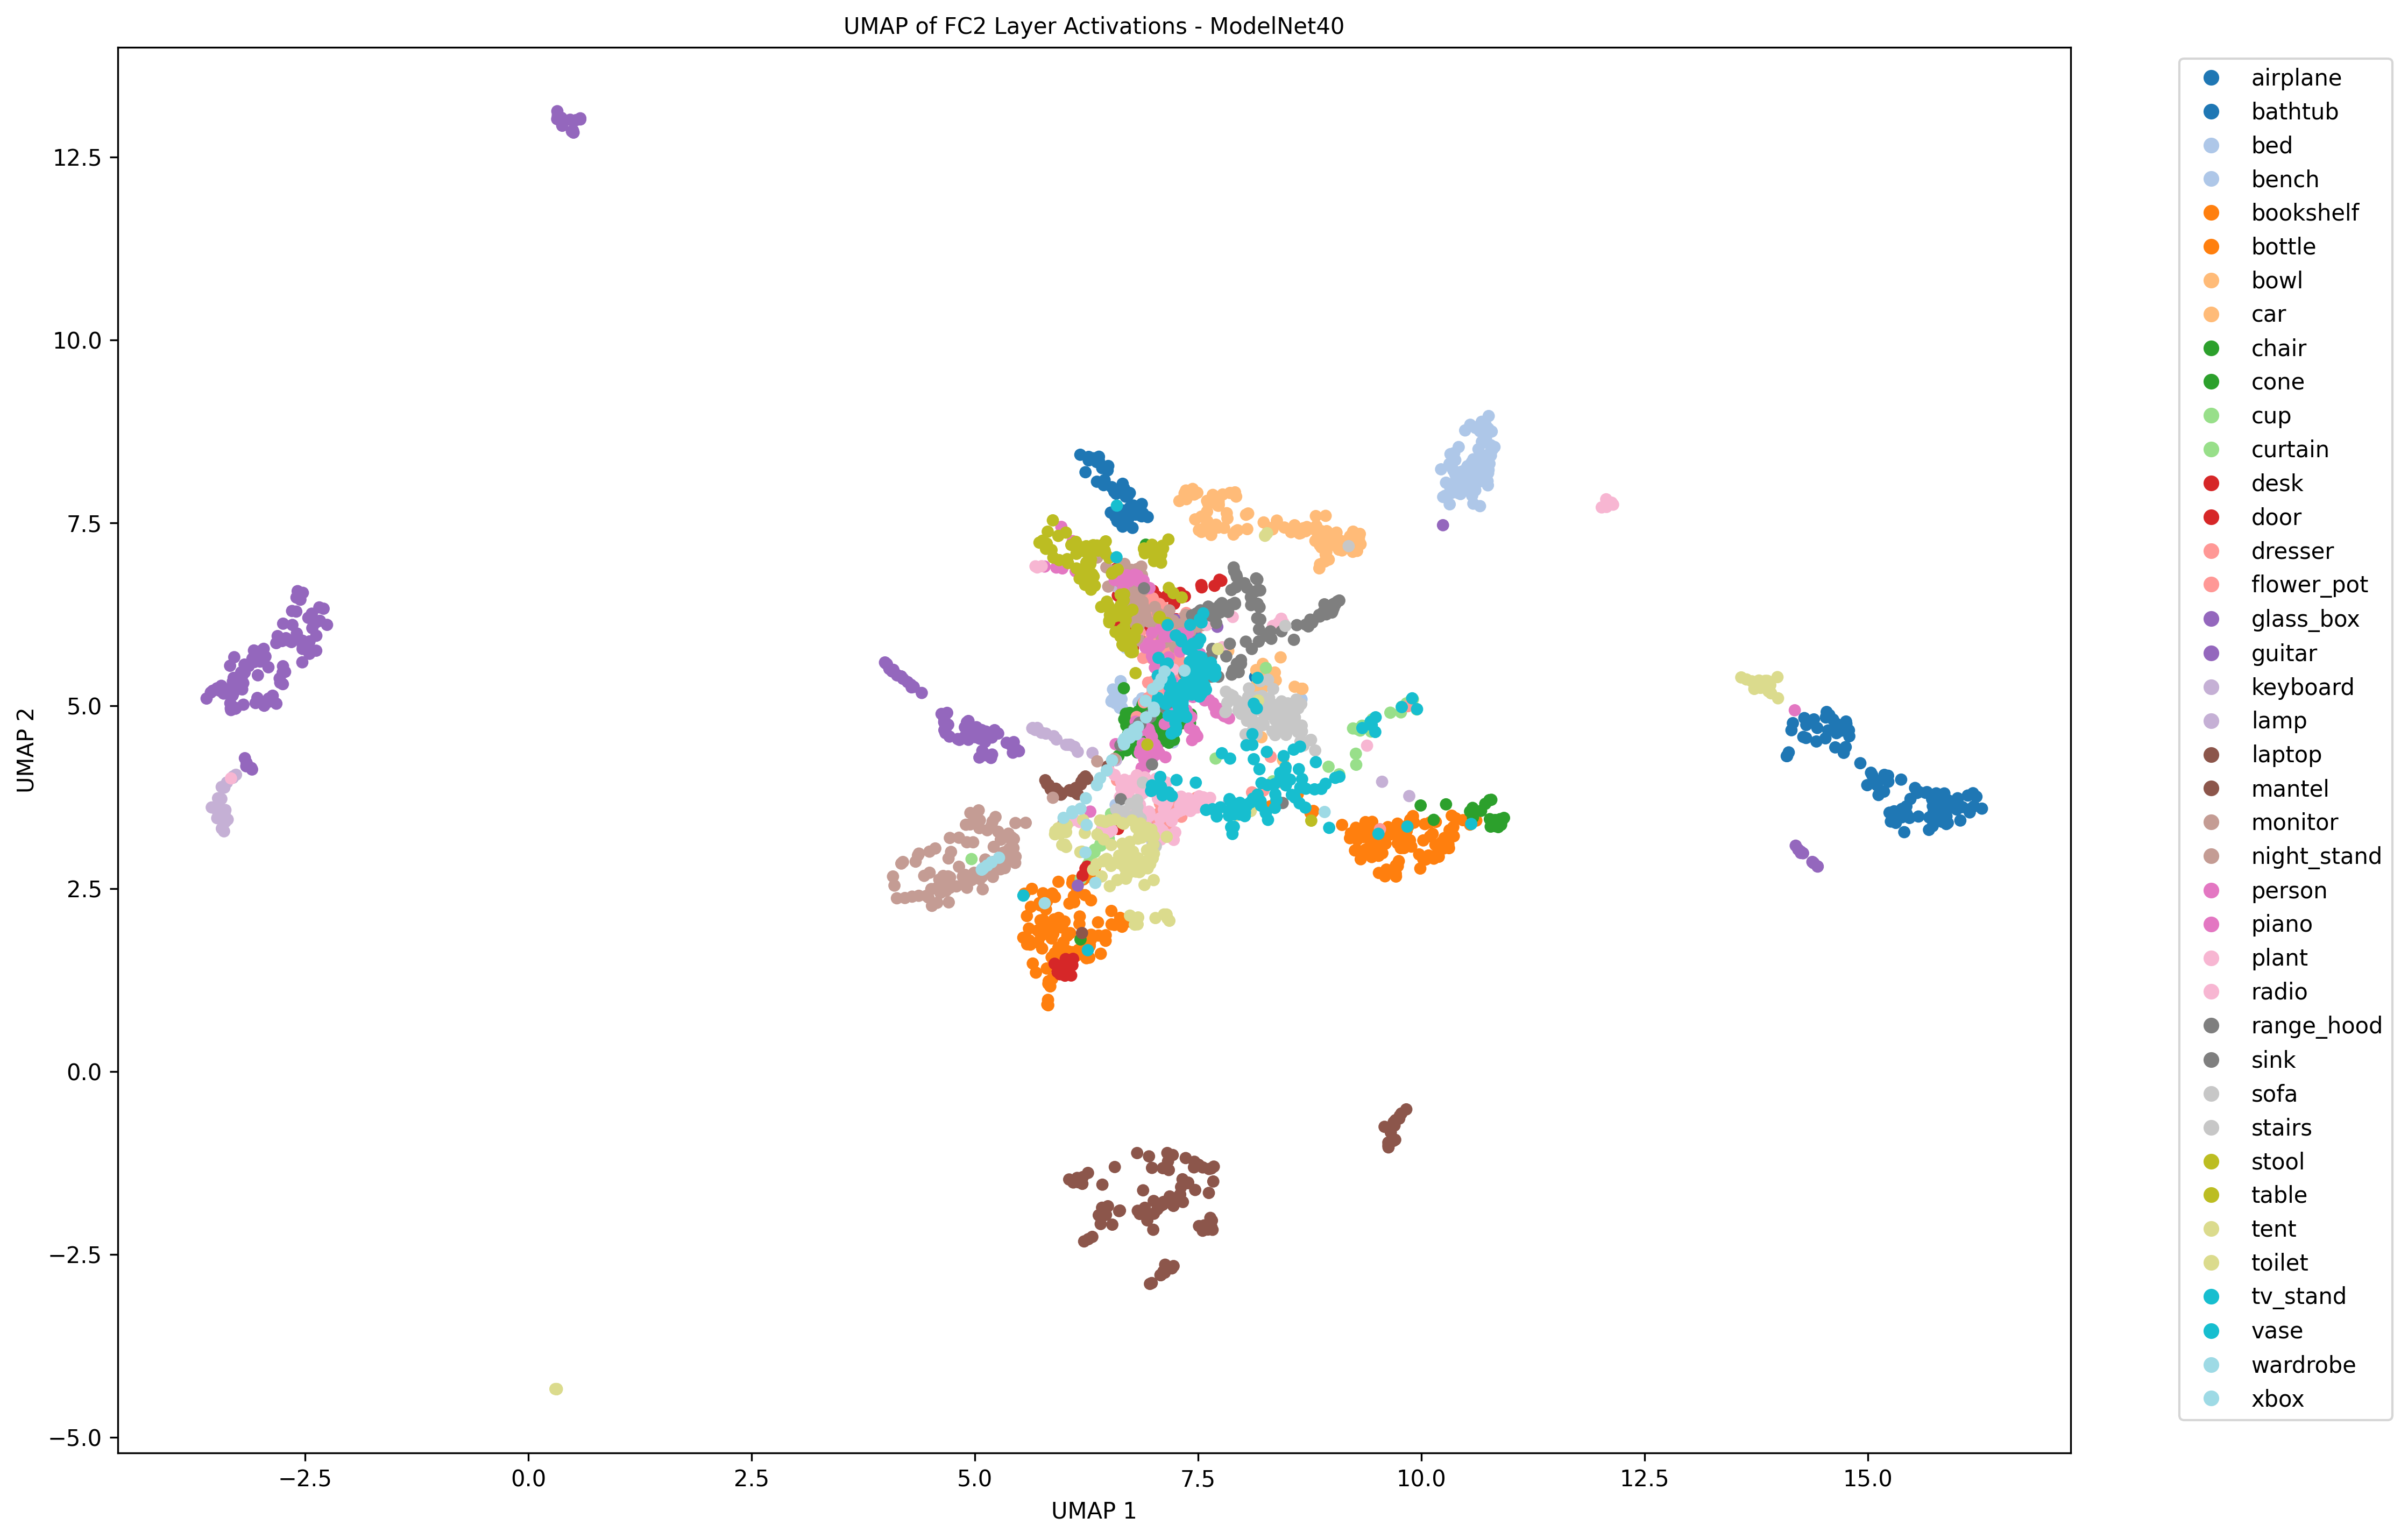 UMAP of FC2 Layer Activations - ModelNet40
12.5
10.0
7.5
5.0
2.5
0.0
−2.5
−5.0
UMAP 2
−2.5
0.0
2.5
5.0
7.5
10.0
12.5
15.0
UMAP 1
airplane
bathtub
bed
bench
bookshelf
bottle
bowl
car
chair
cone
cup
curtain
desk
door
dresser
flower_pot
glass_box
guitar
keyboard
lamp
laptop
mantel
monitor
night_stand
person
piano
plant
radio
range_hood
sink
sofa
stairs
stool
table
tent
toilet
tv_stand
vase
wardrobe
xbox